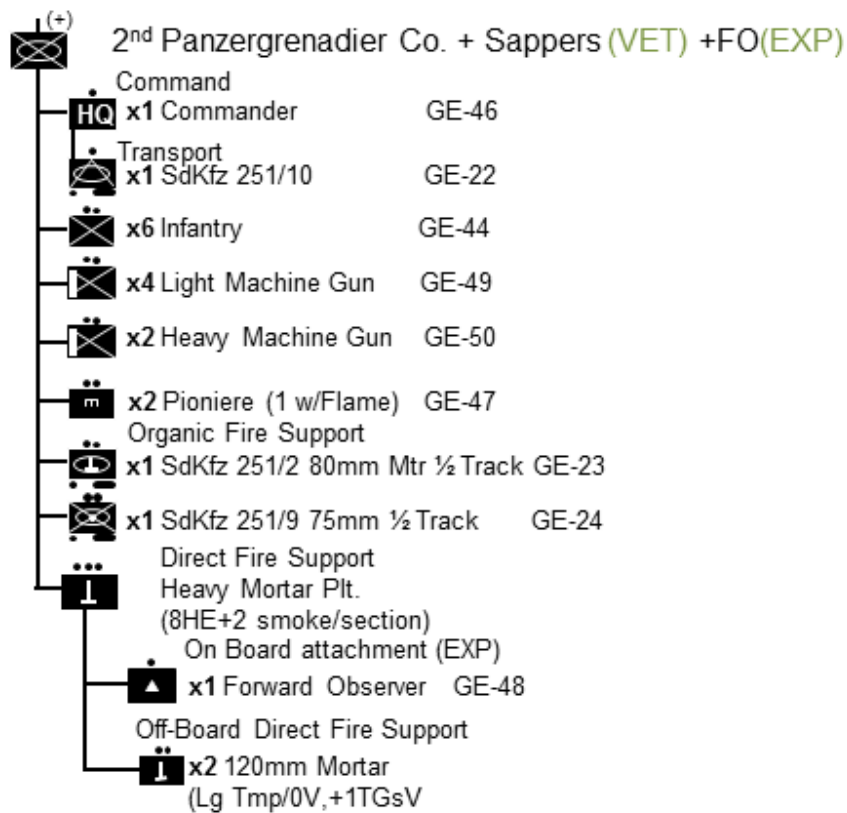 (+)
2nd Panzergrenadier Co. + Sappers (VET) +FO(EXP)
Command
HQ x1 Commander GE-46
Transport
x1 SdKfz 251/10 GE-22
x6 Infantry GE-44
x4 Light Machine Gun GE-49
x2 Heavy Machine Gun GE-50
x2 Pioniere (1 w/Flame) GE-47
Organic Fire Support
x1 SdKfz 251/2 80mm Mtr ½ Track GE-23
x1 SdKfz 251/9 75mm ½ Track GE-24
Direct Fire Support
Heavy Mortar Plt.
(8HE+2 smoke/section)
On Board attachment (EXP)
x1 Forward Observer GE-48
Off-Board Direct Fire Support
x2 120mm Mortar
(Lg Tmp/0V,+1TGsV